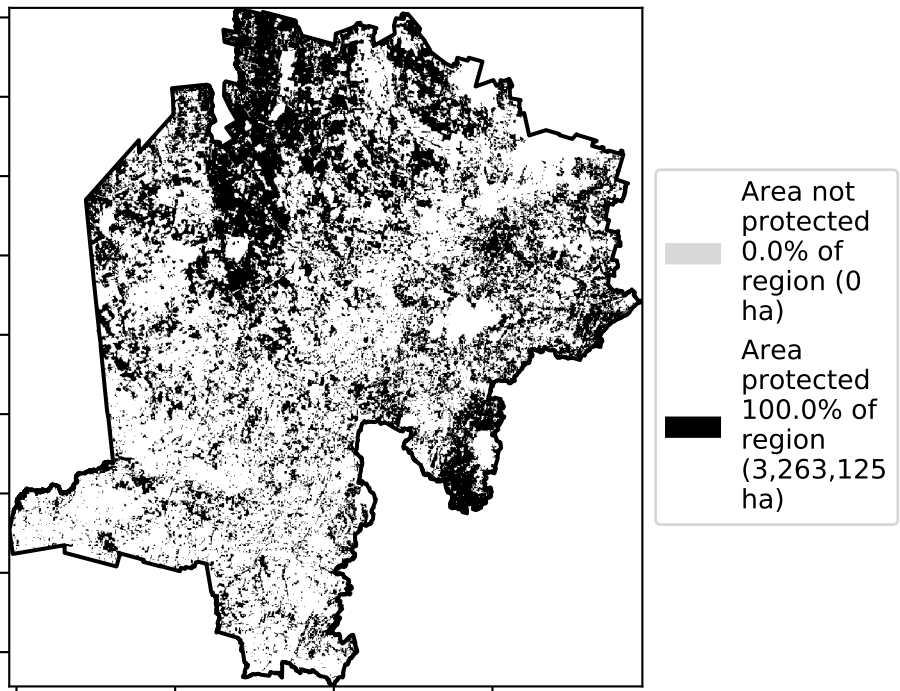 Area not
protected
0.0% of
region (0
ha)
Area
protected
100.0% of
region
(3,263,125
ha)